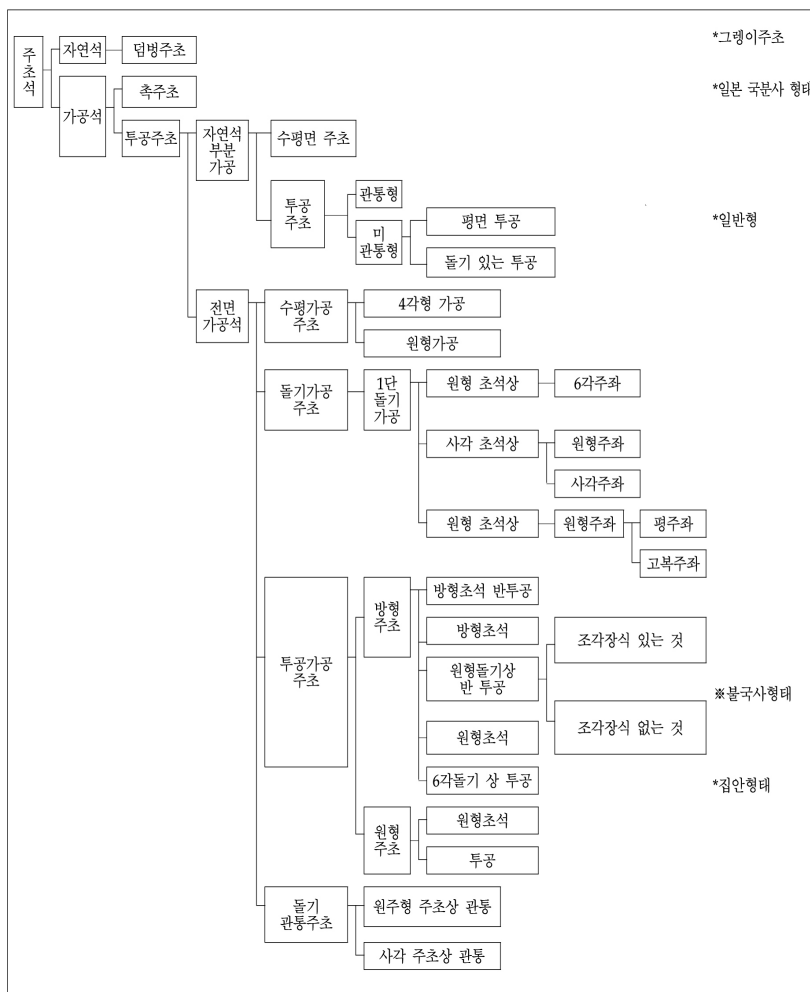 *그렝이주초
주
초
석
자연석
덤벙주초
가공석
촉주초
*일본 국분사 형태
투공주초
자연석
부분
가공
수평면 주초
투공
주초
관통형
미
관통형
평면 투공
*일반형
돌기 있는 투공
전면
가공석
수평가공
주초
4각형 가공
원형가공
돌기가공
주초
1단
돌기
가공
원형 초석상
6각주좌
사각 초석상
원형주좌
사각주좌
원형 초석상
원형주좌
평주좌
고복주좌
투공가공
주초
방형
주초
방형초석 반투공
방형초석
원형돌기상
반 투공
조각장식 있는 것
조각장식 없는 것
※불국사형태
원형초석
6각돌기 상 투공
*집안형태
원형
주초
원형초석
투공
돌기
관통주초
원주형 주초상 관통
사각 주초상 관통